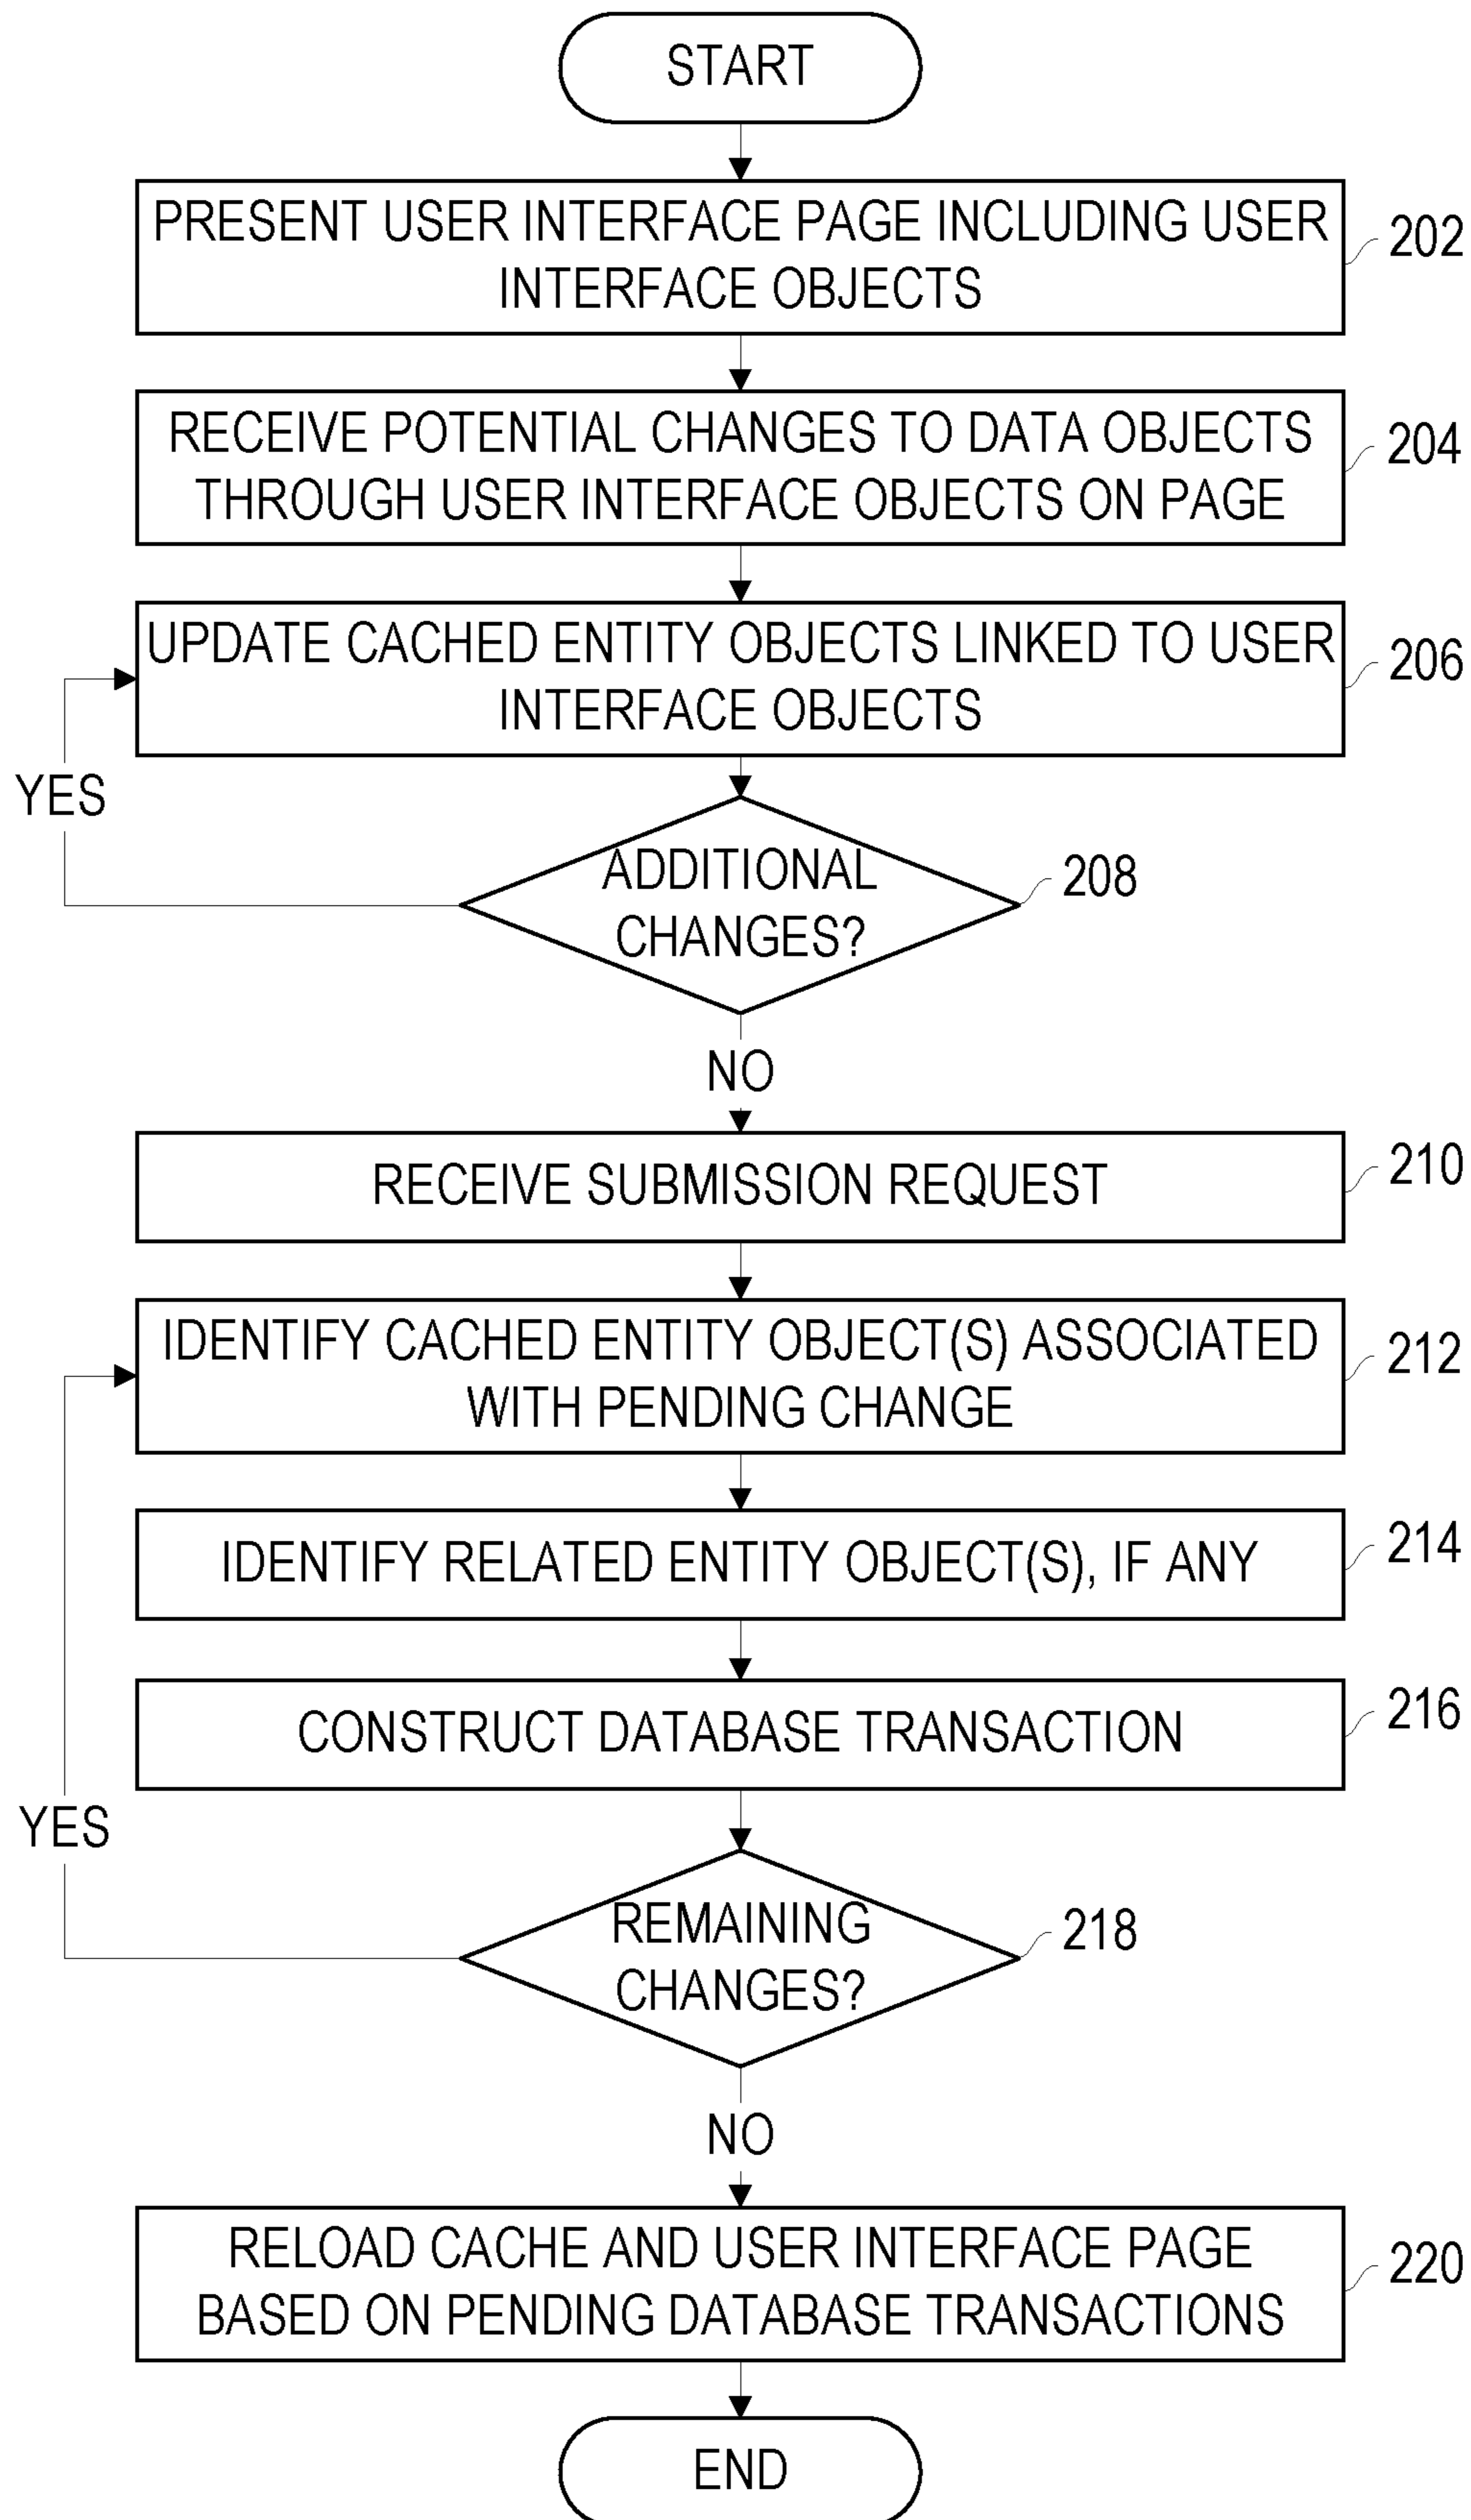 START
PRESENT USER INTERFACE PAGE INCLUDING USER
INTERFACE OBJECTS
202
RECEIVE POTENTIAL CHANGES TO DATA OBJECTS
THROUGH USER INTERFACE OBJECTS ON PAGE
204
UPDATE CACHED ENTITY OBJECTS LINKED TO USER
INTERFACE OBJECTS
206
YES
ADDITIONAL
CHANGES?
208
NO
RECEIVE SUBMISSION REQUEST
210
IDENTIFY CACHED ENTITY OBJECT(S) ASSOCIATED
WITH PENDING CHANGE
212
IDENTIFY RELATED ENTITY OBJECT(S), IF ANY
214
CONSTRUCT DATABASE TRANSACTION
216
YES
REMAINING
CHANGES?
218
NO
RELOAD CACHE AND USER INTERFACE PAGE
BASED ON PENDING DATABASE TRANSACTIONS
220
END